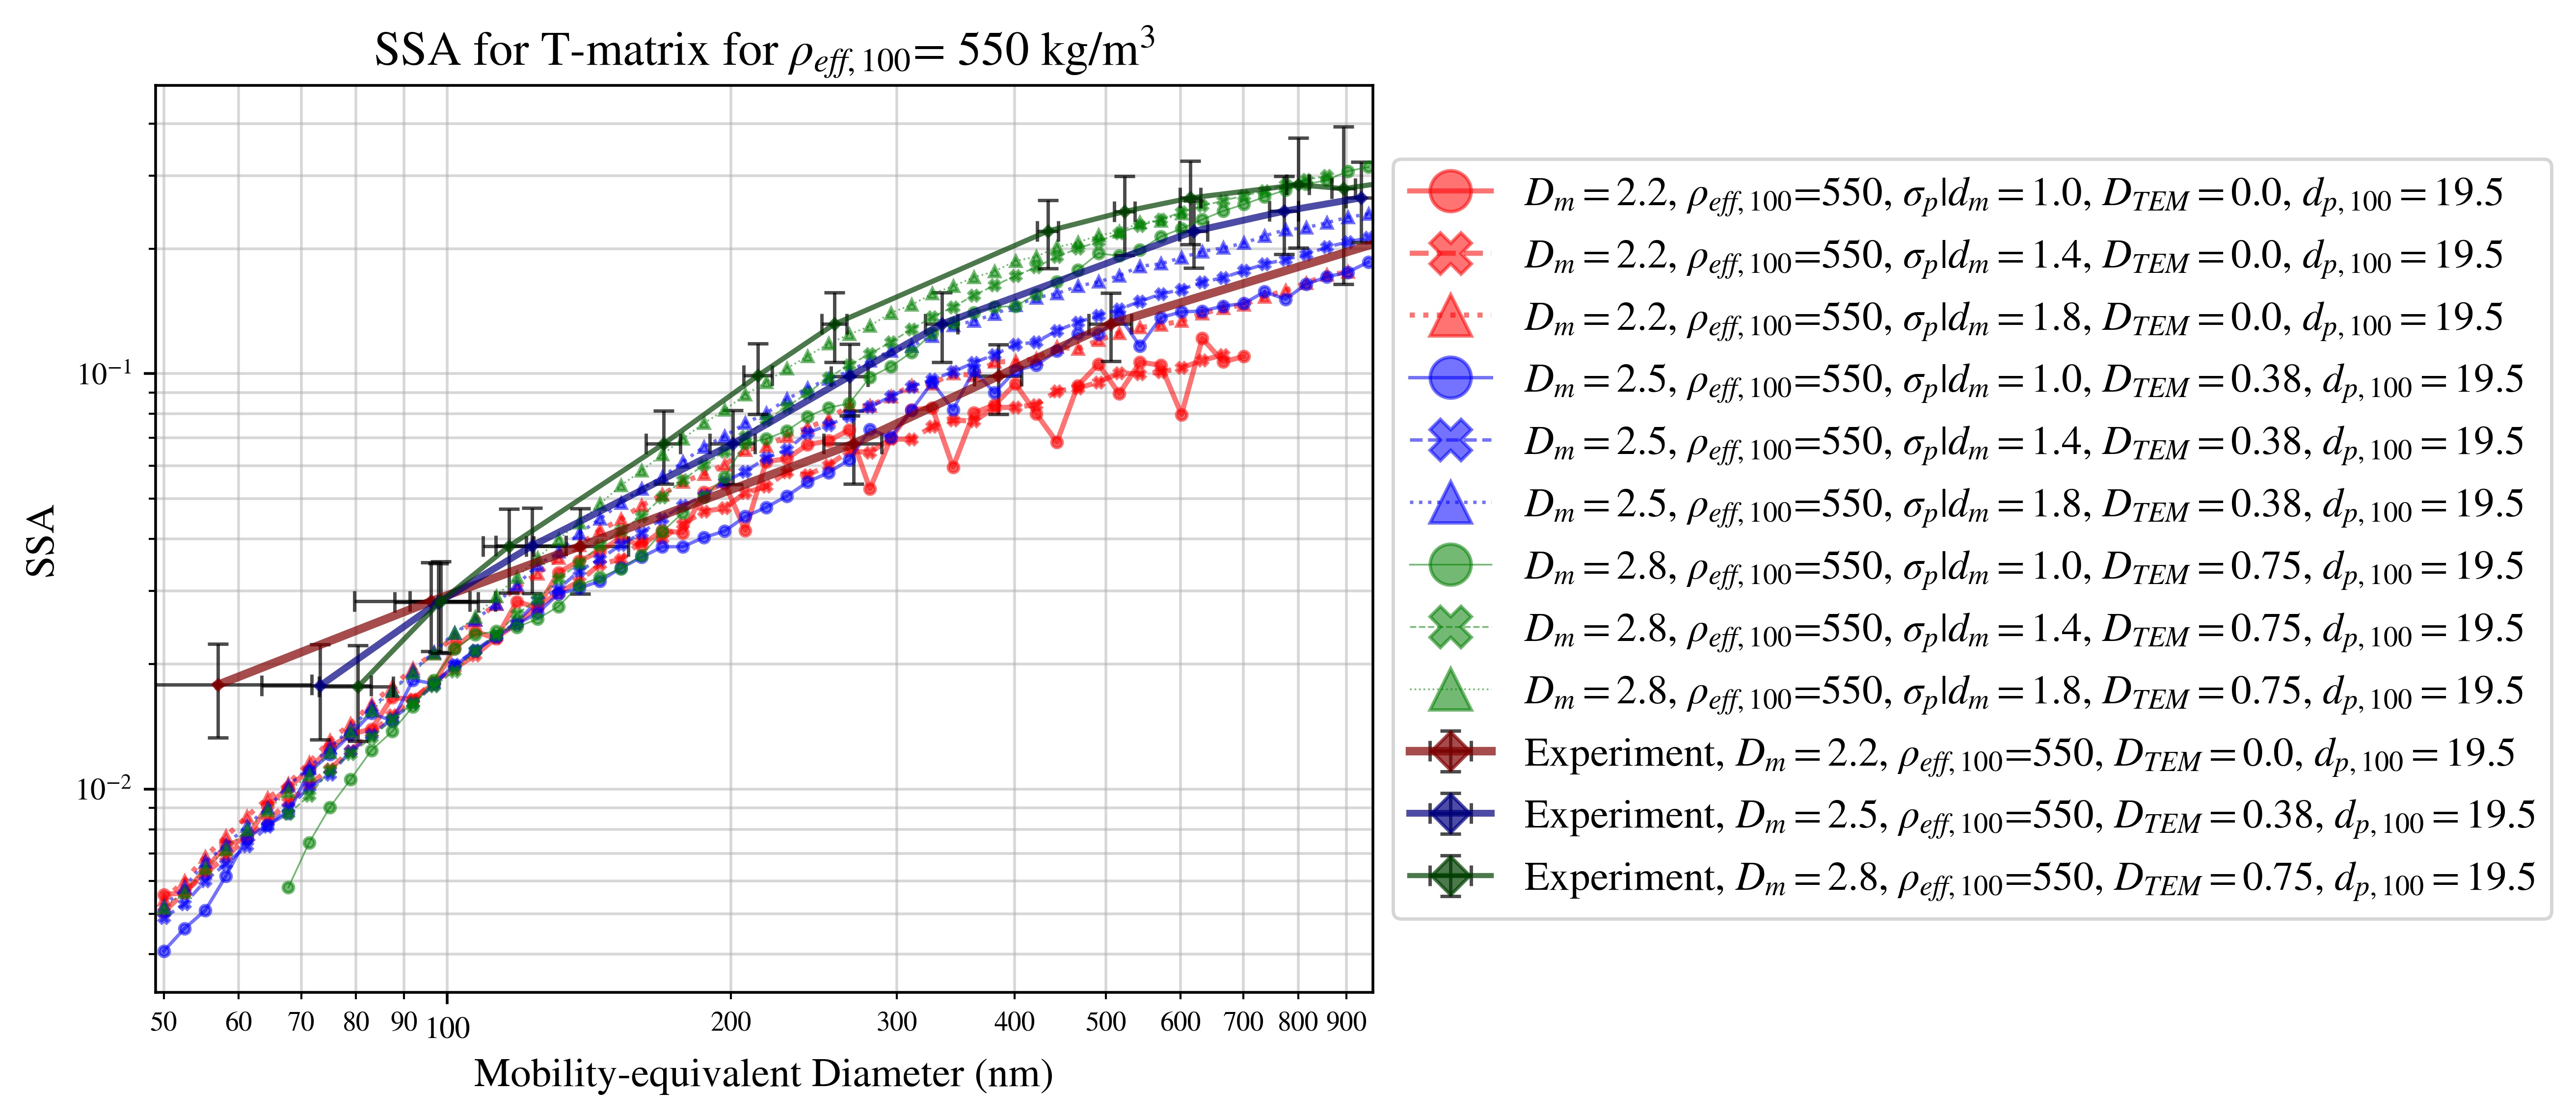 SSA for T-matrix for ρeff,100= 550 kg/m³
SSA
10⁻¹
10⁻²
50 60 70 80 90 100 200 300 400 500 600 700 800 900
Mobility-equivalent Diameter (nm)
Dm = 2.2, ρeff,100=550, σp|dm = 1.0, DTEM = 0.0, dp,100 = 19.5
Dm = 2.2, ρeff,100=550, σp|dm = 1.4, DTEM = 0.0, dp,100 = 19.5
Dm = 2.2, ρeff,100=550, σp|dm = 1.8, DTEM = 0.0, dp,100 = 19.5
Dm = 2.5, ρeff,100=550, σp|dm = 1.0, DTEM = 0.38, dp,100 = 19.5
Dm = 2.5, ρeff,100=550, σp|dm = 1.4, DTEM = 0.38, dp,100 = 19.5
Dm = 2.5, ρeff,100=550, σp|dm = 1.8, DTEM = 0.38, dp,100 = 19.5
Dm = 2.8, ρeff,100=550, σp|dm = 1.0, DTEM = 0.75, dp,100 = 19.5
Dm = 2.8, ρeff,100=550, σp|dm = 1.4, DTEM = 0.75, dp,100 = 19.5
Dm = 2.8, ρeff,100=550, σp|dm = 1.8, DTEM = 0.75, dp,100 = 19.5
Experiment, Dm = 2.2, ρeff,100=550, DTEM = 0.0, dp,100 = 19.5
Experiment, Dm = 2.5, ρeff,100=550, DTEM = 0.38, dp,100 = 19.5
Experiment, Dm = 2.8, ρeff,100=550, DTEM = 0.75, dp,100 = 19.5